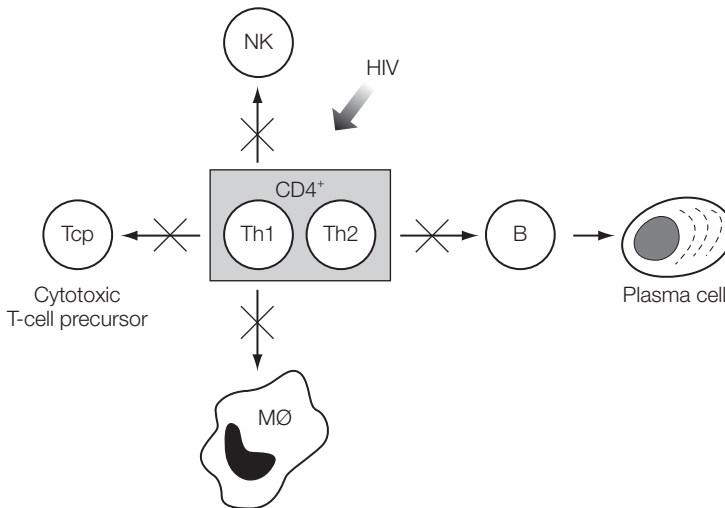 NK
HIV
CD4⁺
Tcp
Th1
Th2
B
Cytotoxic
T-cell precursor
Plasma cell
MØ